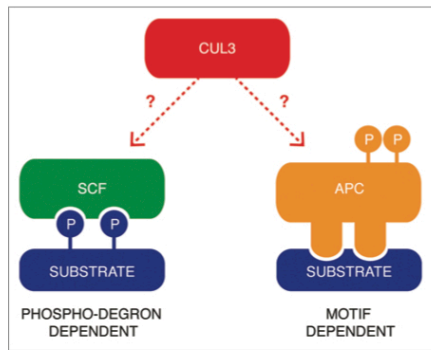 CUL3
? ?
P P
SCF APC
P P
SUBSTRATE SUBSTRATE
PHOSPHO-DEGRON
DEPENDENT
MOTIF
DEPENDENT